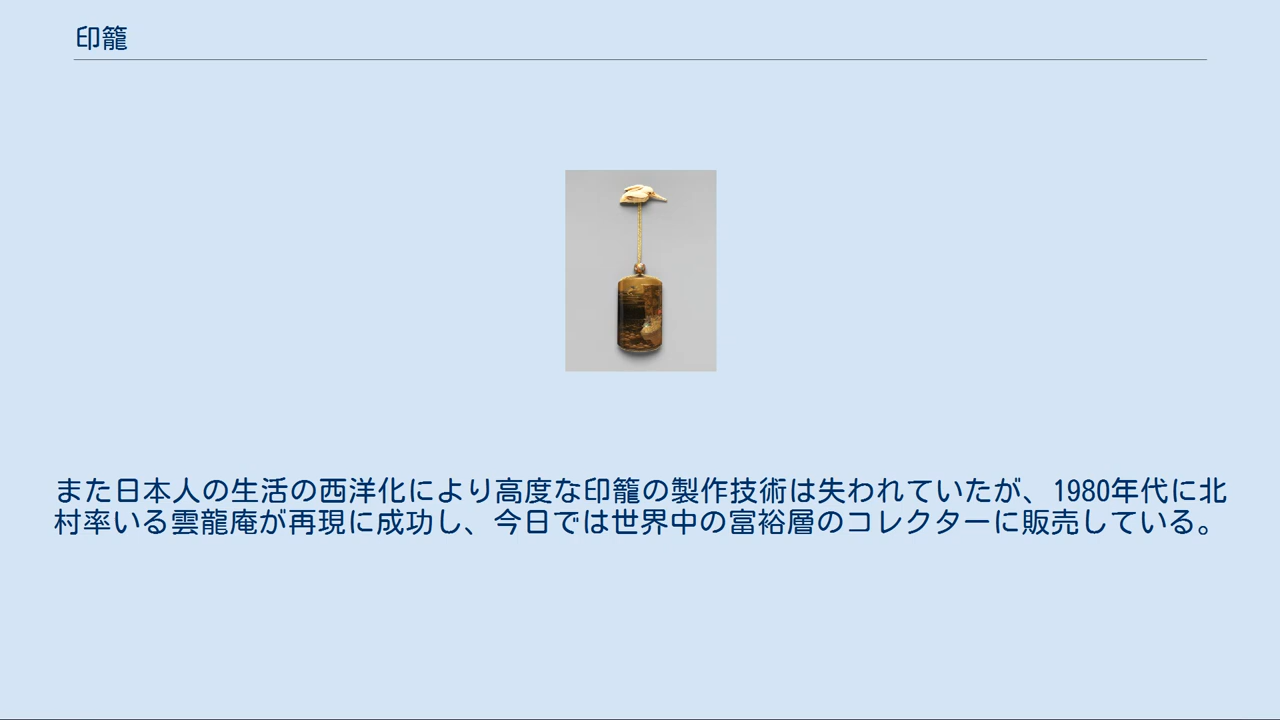 印籠
また日本人の生活の西洋化により高度な印籠の製作技術は失われていたが、1980年代に北
村率いる雲龍庵が再現に成功し、今日では世界中の富裕層のコレクターに販売している。